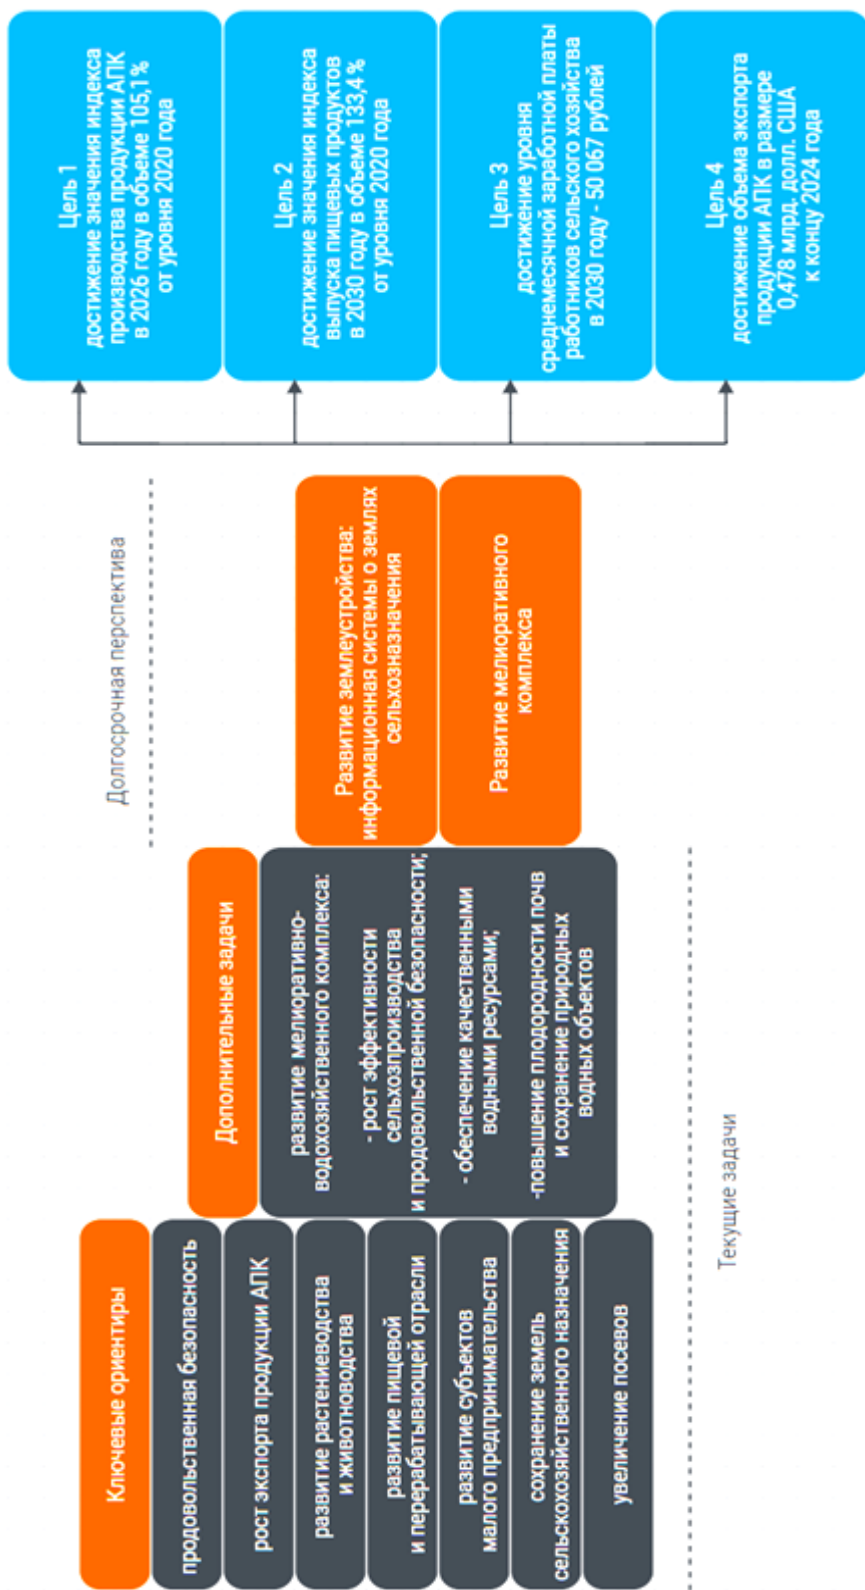 Ключевые ориентиры
продовольственная безопасность
рост экспорта продукции АПК
развитие растениеводства
и животноводства
развитие пищевой
и перерабатывающей отрасли
развитие субъектов
малого предпринимательства
сохранение земель
сельскохозяйственного назначения
увеличение посевов
Текущие задачи
Дополнительные задачи
развитие мелиоративно-
водохозяйственного комплекса:
- рост эффективности
сельхозпроизводства
и продовольственной безопасности;
- обеспечение качественными
водными ресурсами;
-повышение плодородности почв
и сохранение природных
водных объектов
Долгосрочная перспектива
Развитие землеустройства:
информационная системы о землях
сельхозназначения
Развитие мелиоративного
комплекса
Цель 1
достижение значения индекса
производства продукции АПК
в 2026 году в объеме 105,1%
от уровня 2020 года
Цель 2
достижение значения индекса
выпуска пищевых продуктов
в 2030 году в объеме 133,4 %
от уровня 2020 года
Цель 3
достижение уровня
среднемесячной заработной платы
работников сельского хозяйства
в 2030 году - 50 067 рублей
Цель 4
достижение объема экспорта
продукции АПК в размере
0,478 млрд. долл. США
к концу 2024 года